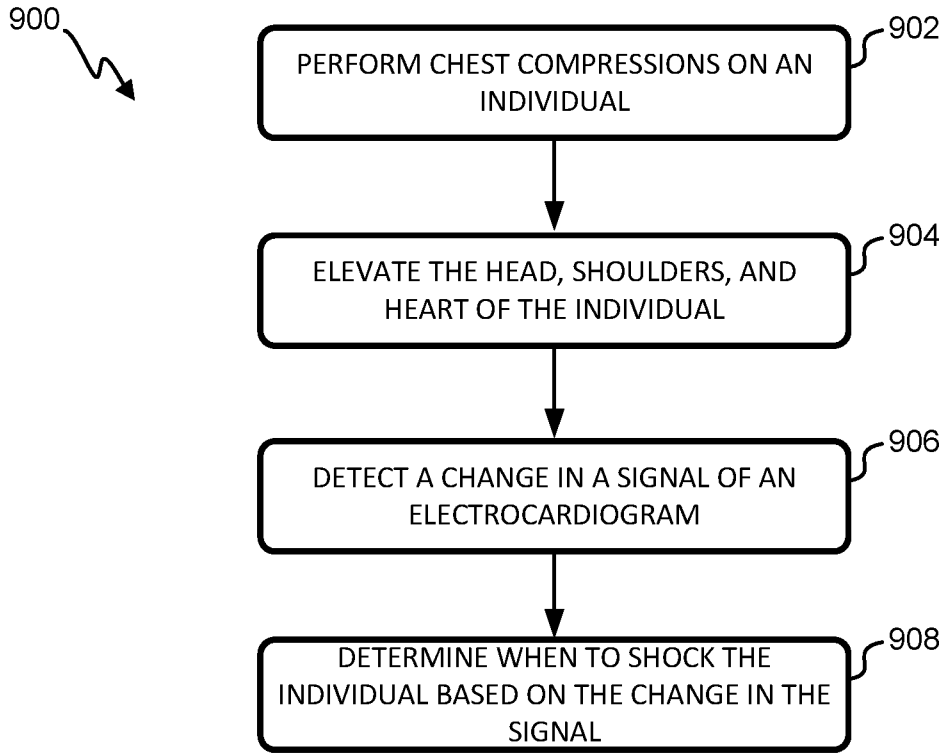 900
902
PERFORM CHEST COMPRESSIONS ON AN
INDIVIDUAL
904
ELEVATE THE HEAD, SHOULDERS, AND
HEART OF THE INDIVIDUAL
906
DETECT A CHANGE IN A SIGNAL OF AN
ELECTROCARDIOGRAM
908
DETERMINE WHEN TO SHOCK THE
INDIVIDUAL BASED ON THE CHANGE IN THE
SIGNAL